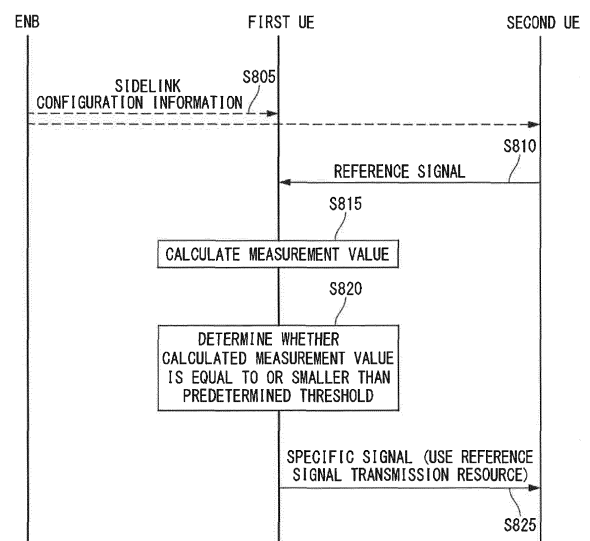 ENB
FIRST UE
SECOND UE
S805
SIDELINK
CONFIGURATION INFORMATION
S810
REFERENCE SIGNAL
S815
CALCULATE MEASUREMENT VALUE
S820
DETERMINE WHETHER
CALCULATED MEASUREMENT VALUE
IS EQUAL TO OR SMALLER THAN
PREDETERMINED THRESHOLD
SPECIFIC SIGNAL (USE REFERENCE
SIGNAL TRANSMISSION RESOURCE)
S825